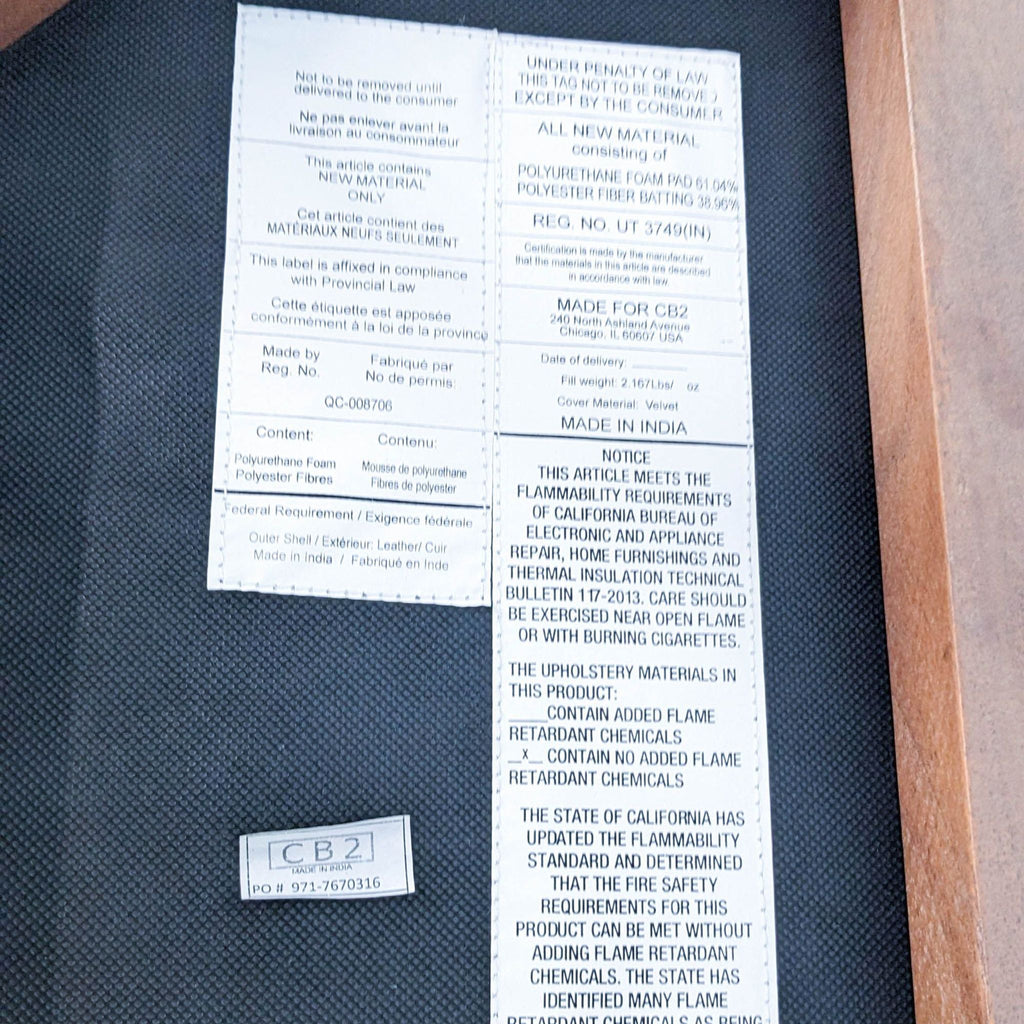 Not to be removed until
delivered to the consumer
Ne pas enlever avant la
livraison au consommateur
This article contains
NEW MATERIAL
ONLY
Cet article contient des
MATÉRIAUX NEUFS SEULEMENT
This label is affixed in compliance
with Provincial Law
Cette étiquette est apposée
conformément à la loi de la province
Made by Fabriqué par
Reg. No. No de permis:
QC-008706
Content: Contenu:
Polyurethane Foam Mousse de polyurethane
Polyester Fibres Fibres de polyester
Federal Requirement / Exigence fédérale
Outer Shell / Extérieur: Leather/ Cuir
Made in India / Fabriqué en Inde
UNDER PENALTY OF LAW
THIS TAG NOT TO BE REMOVE)
EXCEPT BY THE CONSUMER
ALL NEW MATERIAL
consisting of
POLYURETHANE FOAM PAD 61.04%
POLYESTER FIBER BATTING 38.96%
REG. NO. UT 3749(IN)
Certification is made by the manufacturer
that the materials in this article are described
in accordance with law.
MADE FOR CB2
240 North Ashland Avenue
Chicago, IL 60607 USA
Date of delivery: ________
Fill weight: 2.167Lbs/ oz
Cover Material: Velvet
MADE IN INDIA
NOTICE
THIS ARTICLE MEETS THE
FLAMMABILITY REQUIREMENTS
OF CALIFORNIA BUREAU OF
ELECTRONIC AND APPLIANCE
REPAIR, HOME FURNISHINGS AND
THERMAL INSULATION TECHNICAL
BULLETIN 117-2013. CARE SHOULD
BE EXERCISED NEAR OPEN FLAME
OR WITH BURNING CIGARETTES.
THE UPHOLSTERY MATERIALS IN
THIS PRODUCT:
____CONTAIN ADDED FLAME
RETARDANT CHEMICALS
_x_ CONTAIN NO ADDED FLAME
RETARDANT CHEMICALS
THE STATE OF CALIFORNIA HAS
UPDATED THE FLAMMABILITY
STANDARD AND DETERMINED
THAT THE FIRE SAFETY
REQUIREMENTS FOR THIS
PRODUCT CAN BE MET WITHOUT
ADDING FLAME RETARDANT
CHEMICALS. THE STATE HAS
IDENTIFIED MANY FLAME
RETARDANT CHEMICALS AS BEING
CB2
MADE IN INDIA
PO # 971-7670316